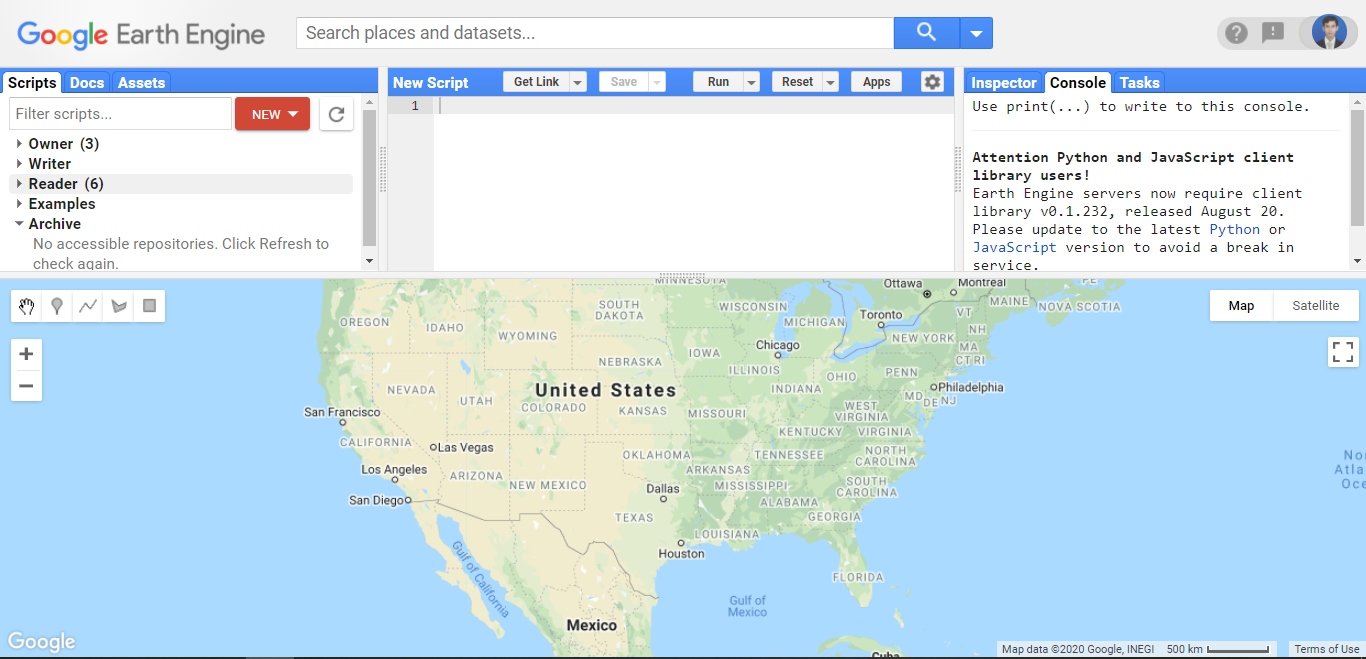 Google Earth Engine
Search places and datasets...
Scripts Docs Assets
Filter scripts...
NEW
Owner (3)
Writer
Reader (6)
Examples
Archive
No accessible repositories. Click Refresh to
check again.
New Script
Get Link
Save
Run
Reset
Apps
1
Inspector Console Tasks
Use print(...) to write to this console.
Attention Python and JavaScript client
library users!
Earth Engine servers now require client
library v0.1.232, released August 20.
Please update to the latest Python or
JavaScript version to avoid a break in
service.
Map Satellite
+
−
MINNESOTA
Ottawa
Montreal
PE
SOUTH
DAKOTA
WISCONSIN
MAINE
NOVA SCOTIA
OREGON
IDAHO
MICHIGAN
Toronto
VT
NH
WYOMING
NEW YORK
MA
CT RI
Chicago
IOWA
NEBRASKA
ILLINOIS
INDIANA
OHIO
PENN
Philadelphia
MD
DE
NJ
NEVADA
UTAH
United States
COLORADO
KANSAS
MISSOURI
WEST
VIRGINIA
San Francisco
KENTUCKY
VIRGINIA
CALIFORNIA
Las Vegas
OKLAHOMA
TENNESSEE
NORTH
CAROLINA
Los Angeles
ARIZONA
NEW MEXICO
ARKANSAS
MISSISSIPPI
SOUTH
CAROLINA
San Diego
Dallas
ALABAMA
TEXAS
GEORGIA
LOUISIANA
Houston
Gulf of California
FLORIDA
Gulf of
Mexico
Mexico
Cuba
Google
Map data ©2020 Google, INEGI
500 km
Terms of Use